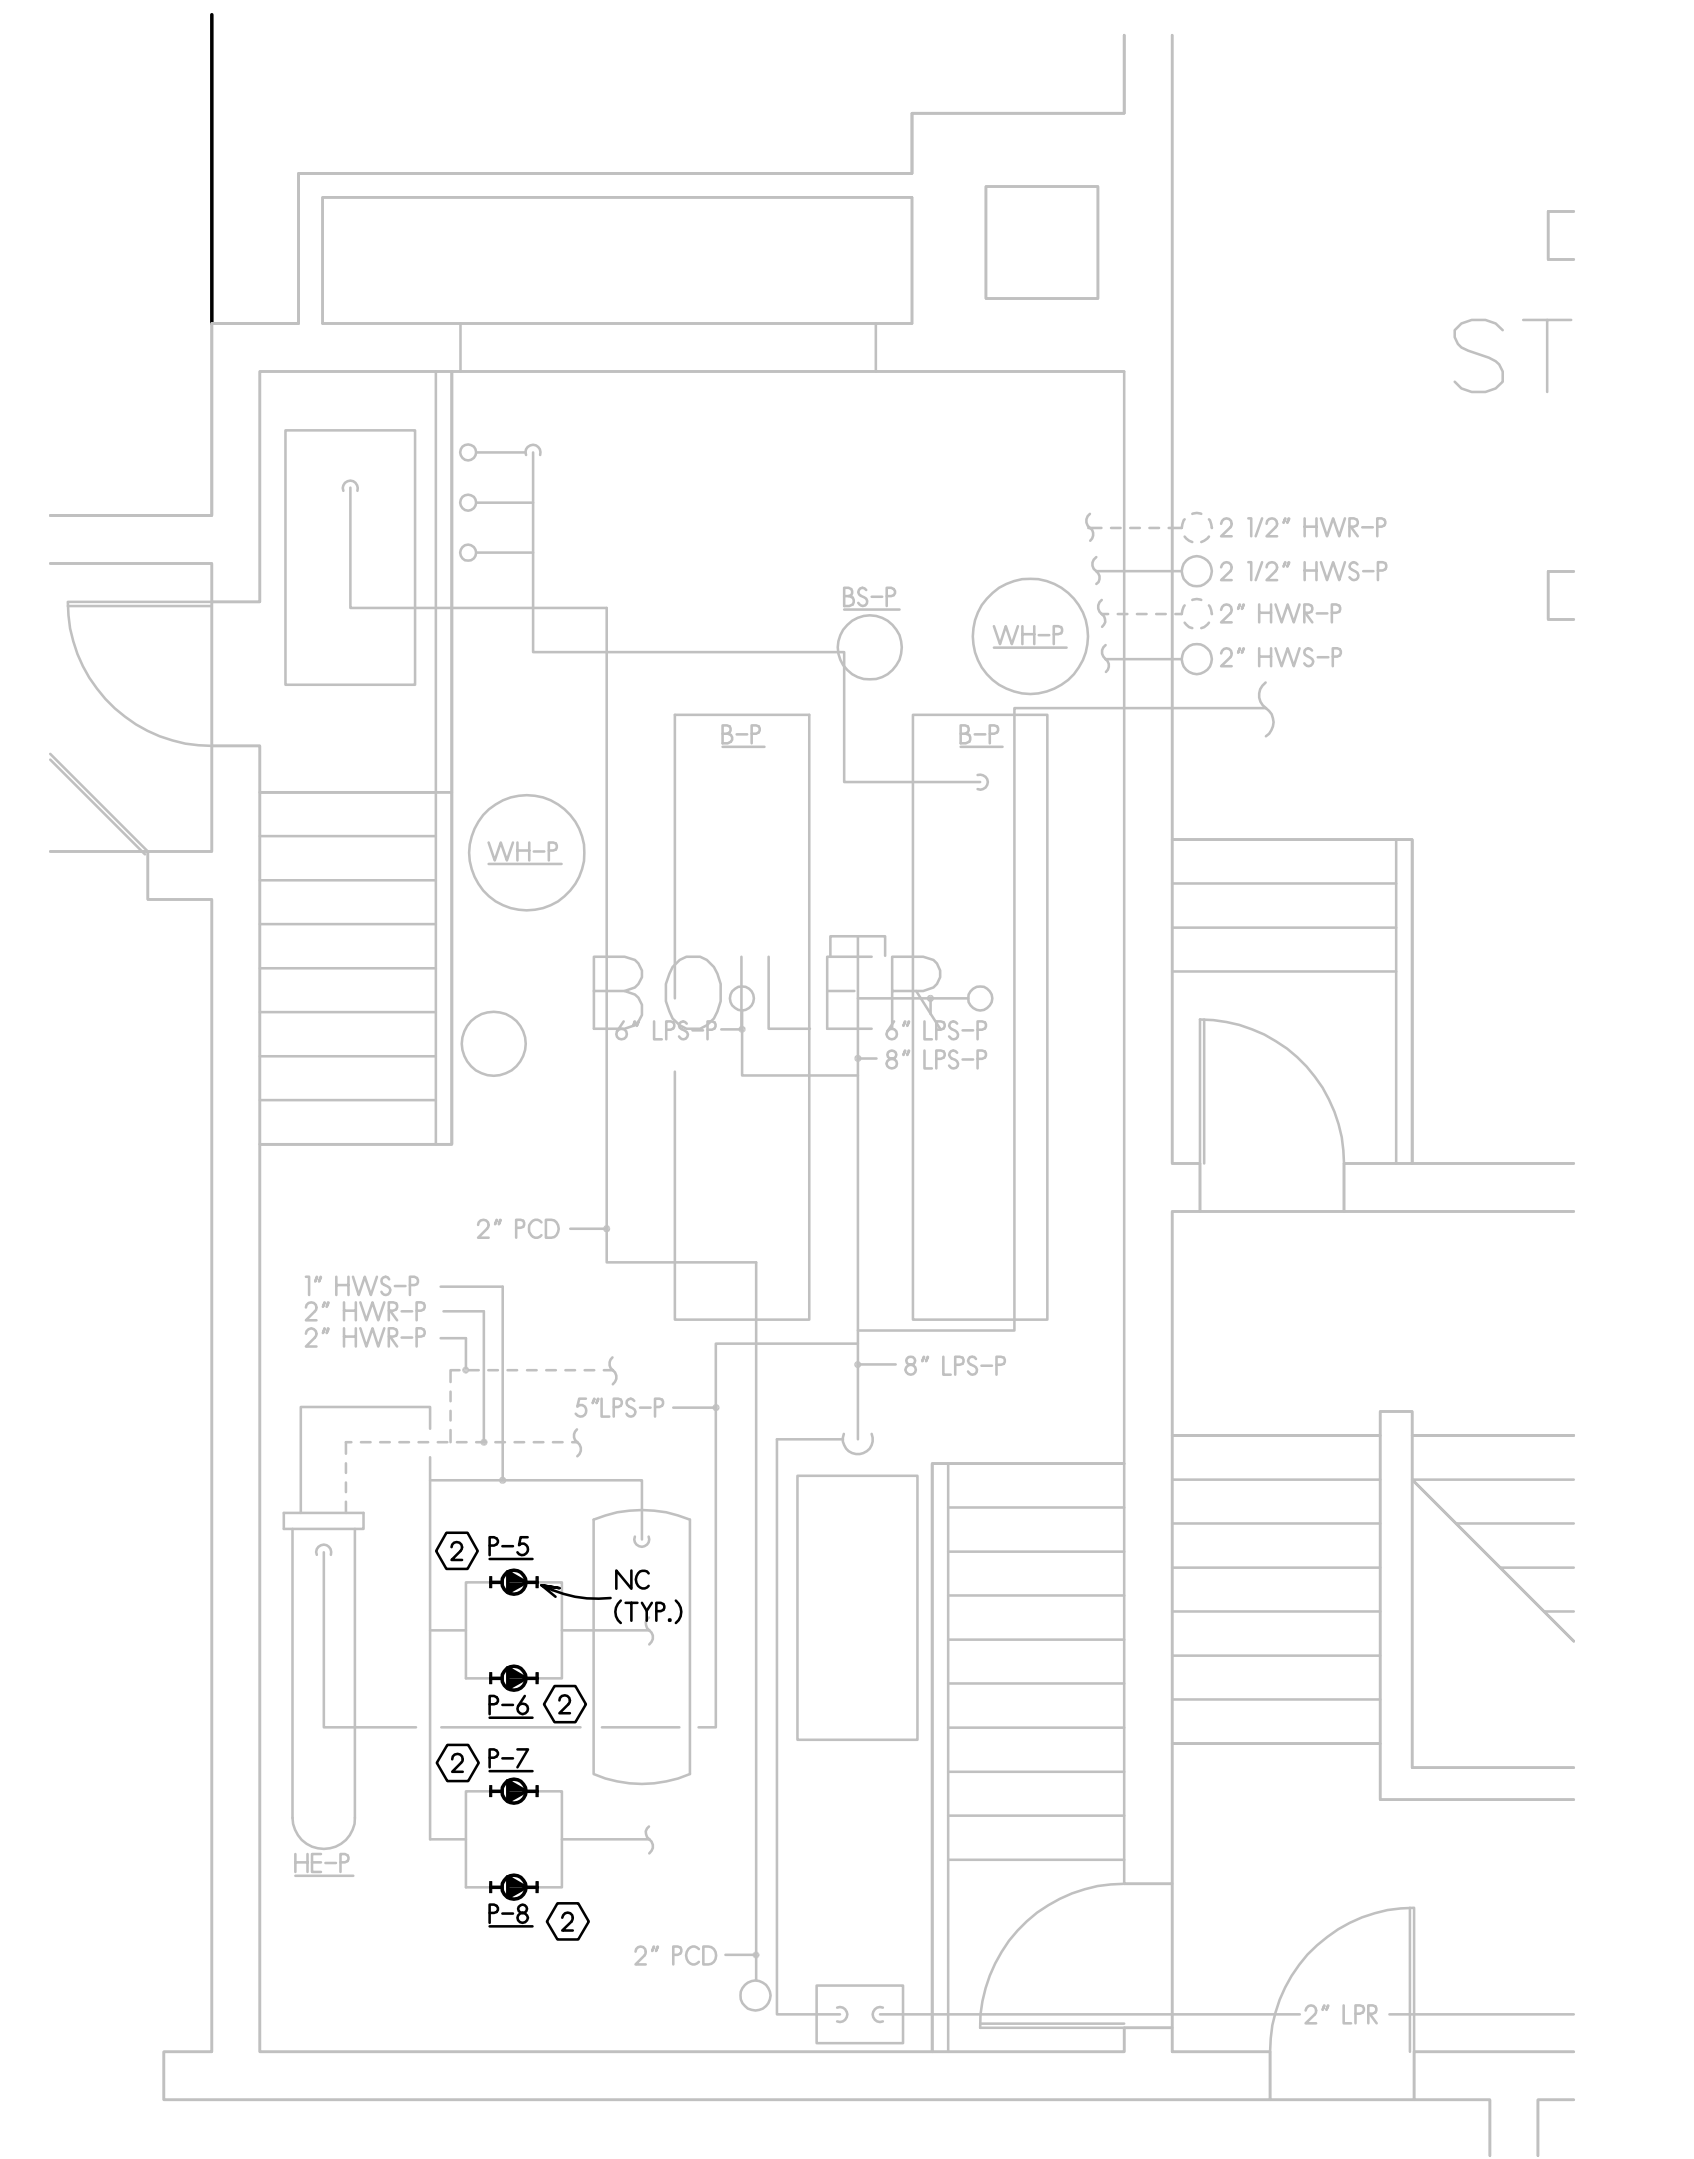 ST
2 1/2" HWR-P
2 1/2" HWS-P
2" HWR-P
2" HWS-P
BS-P
WH-P
B-P
B-P
WH-P
BOILER
6" LPS-P
6" LPS-P
8" LPS-P
2" PCD
1" HWS-P
2" HWR-P
2" HWR-P
8" LPS-P
5"LPS-P
2 P-5
NC
(TYP.)
P-6 2
2 P-7
HE-P
P-8 2
2" PCD
2" LPR